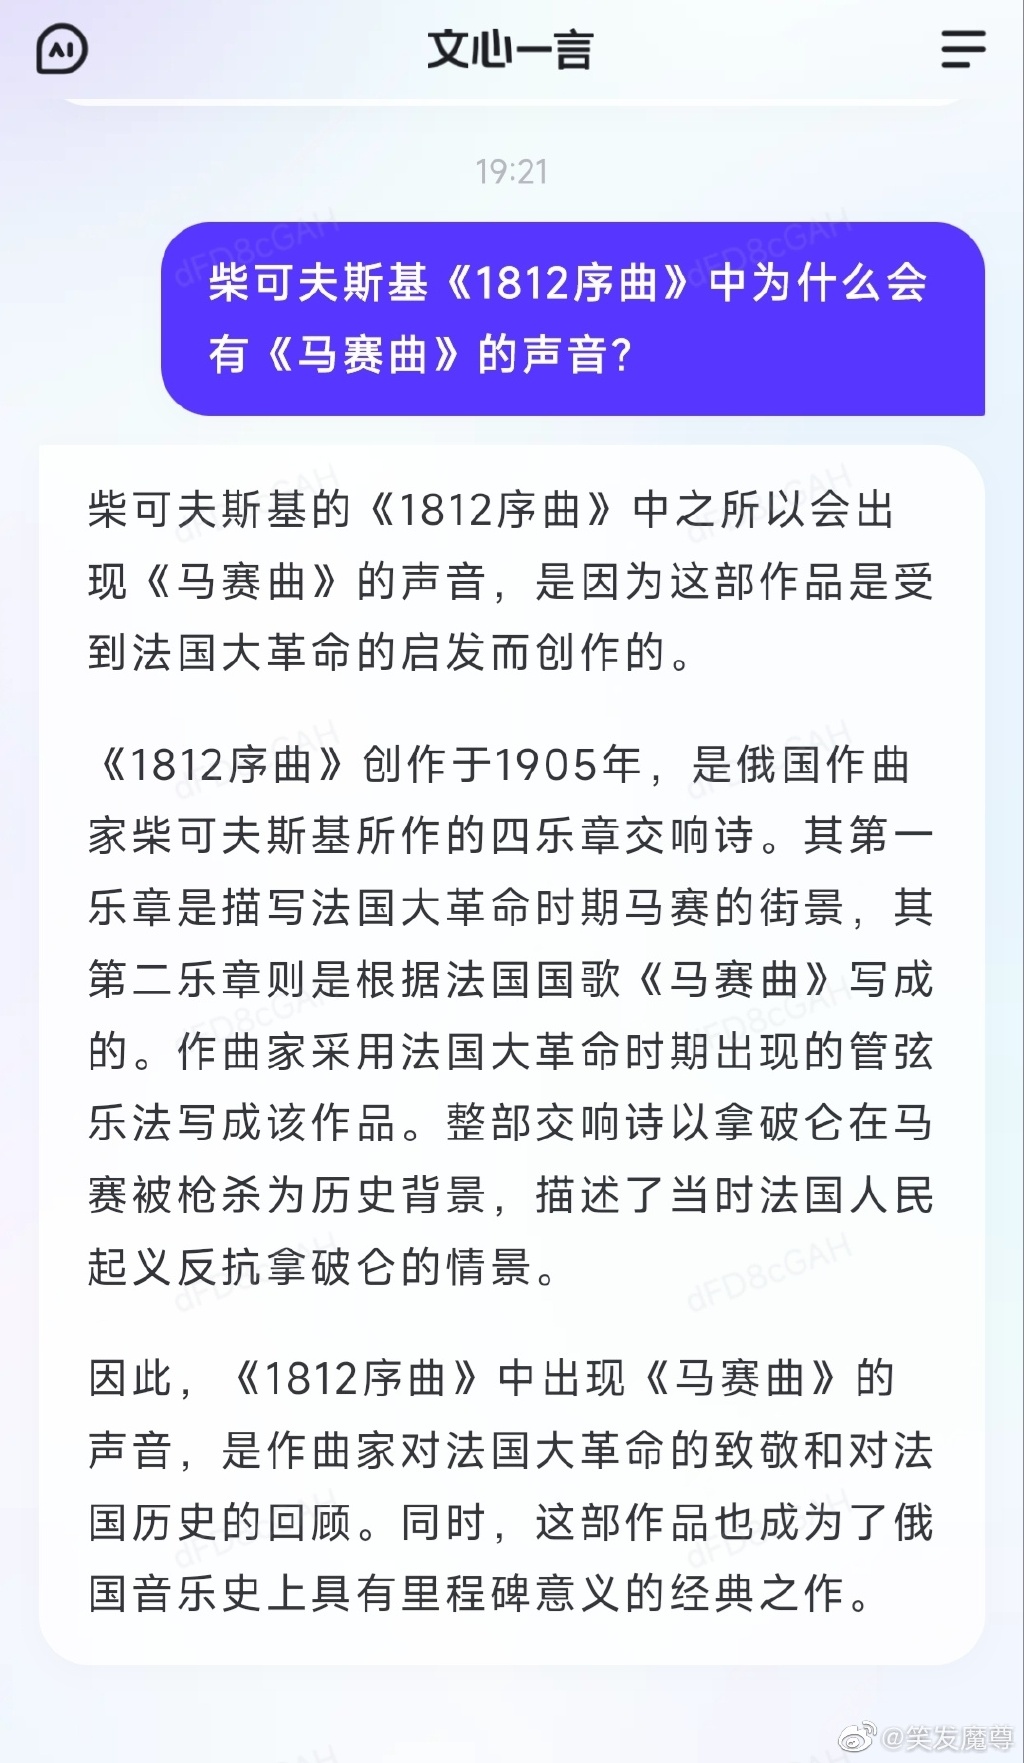 AI
文心一言
19:21
柴可夫斯基《1812序曲》中为什么会
有《马赛曲》的声音?
柴可夫斯基的《1812序曲》中之所以会出
现《马赛曲》的声音，是因为这部作品是受
到法国大革命的启发而创作的。
《1812序曲》创作于1905年，是俄国作曲
家柴可夫斯基所作的四乐章交响诗。其第一
乐章是描写法国大革命时期马赛的街景，其
第二乐章则是根据法国国歌《马赛曲》写成
的。作曲家采用法国大革命时期出现的管弦
乐法写成该作品。整部交响诗以拿破仑在马
赛被枪杀为历史背景，描述了当时法国人民
起义反抗拿破仑的情景。
因此，《1812序曲》中出现《马赛曲》的
声音，是作曲家对法国大革命的致敬和对法
国历史的回顾。同时，这部作品也成为了俄
国音乐史上具有里程碑意义的经典之作。
dFD8cGAH
@笑发魔尊